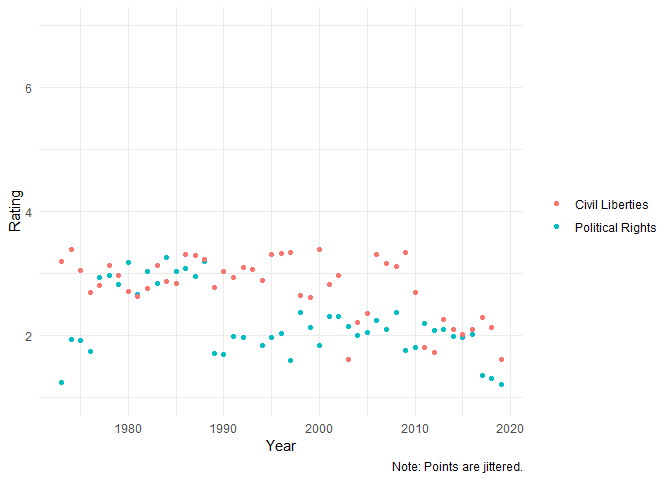 6
4
2
Rating
1980 1990 2000 2010 2020
Year
Civil Liberties
Political Rights
Note: Points are jittered.